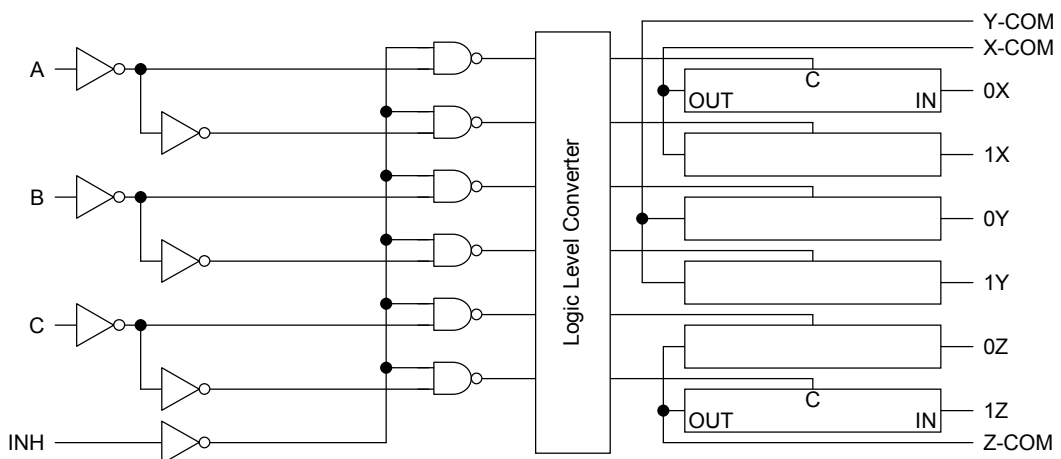 Y-COM
X-COM
A
C
OUT
IN
0X
1X
B
0Y
Logic Level Converter
1Y
C
0Z
C
OUT
IN
1Z
INH
Z-COM